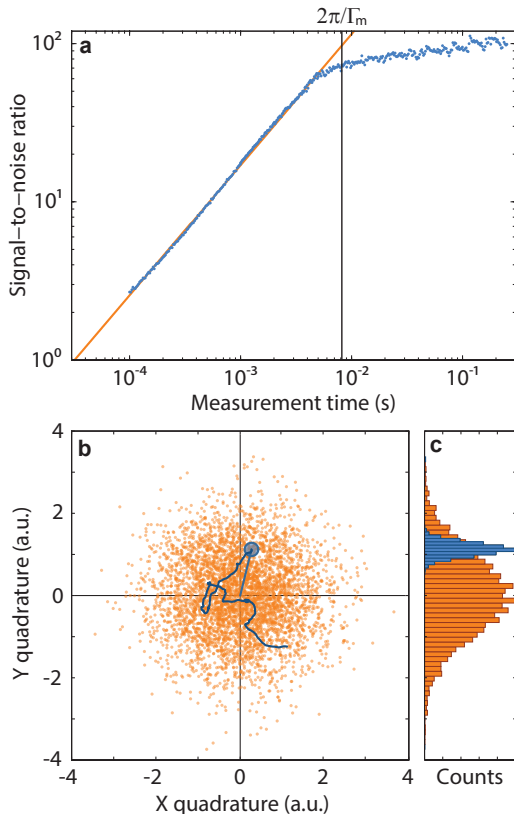 2π/Γm
a
10²
10¹
10⁰
Signal-to-noise ratio
10⁻⁴ 10⁻³ 10⁻² 10⁻¹
Measurement time (s)
b
c
4
2
0
-2
-4
Y quadrature (a.u.)
-4 -2 0 2 4
X quadrature (a.u.)
Counts